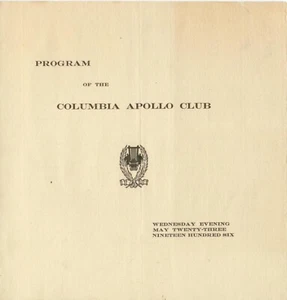 PROGRAM
OF THE
COLUMBIA APOLLO CLUB
WEDNESDAY EVENING
MAY TWENTY-THREE
NINETEEN HUNDRED SIX